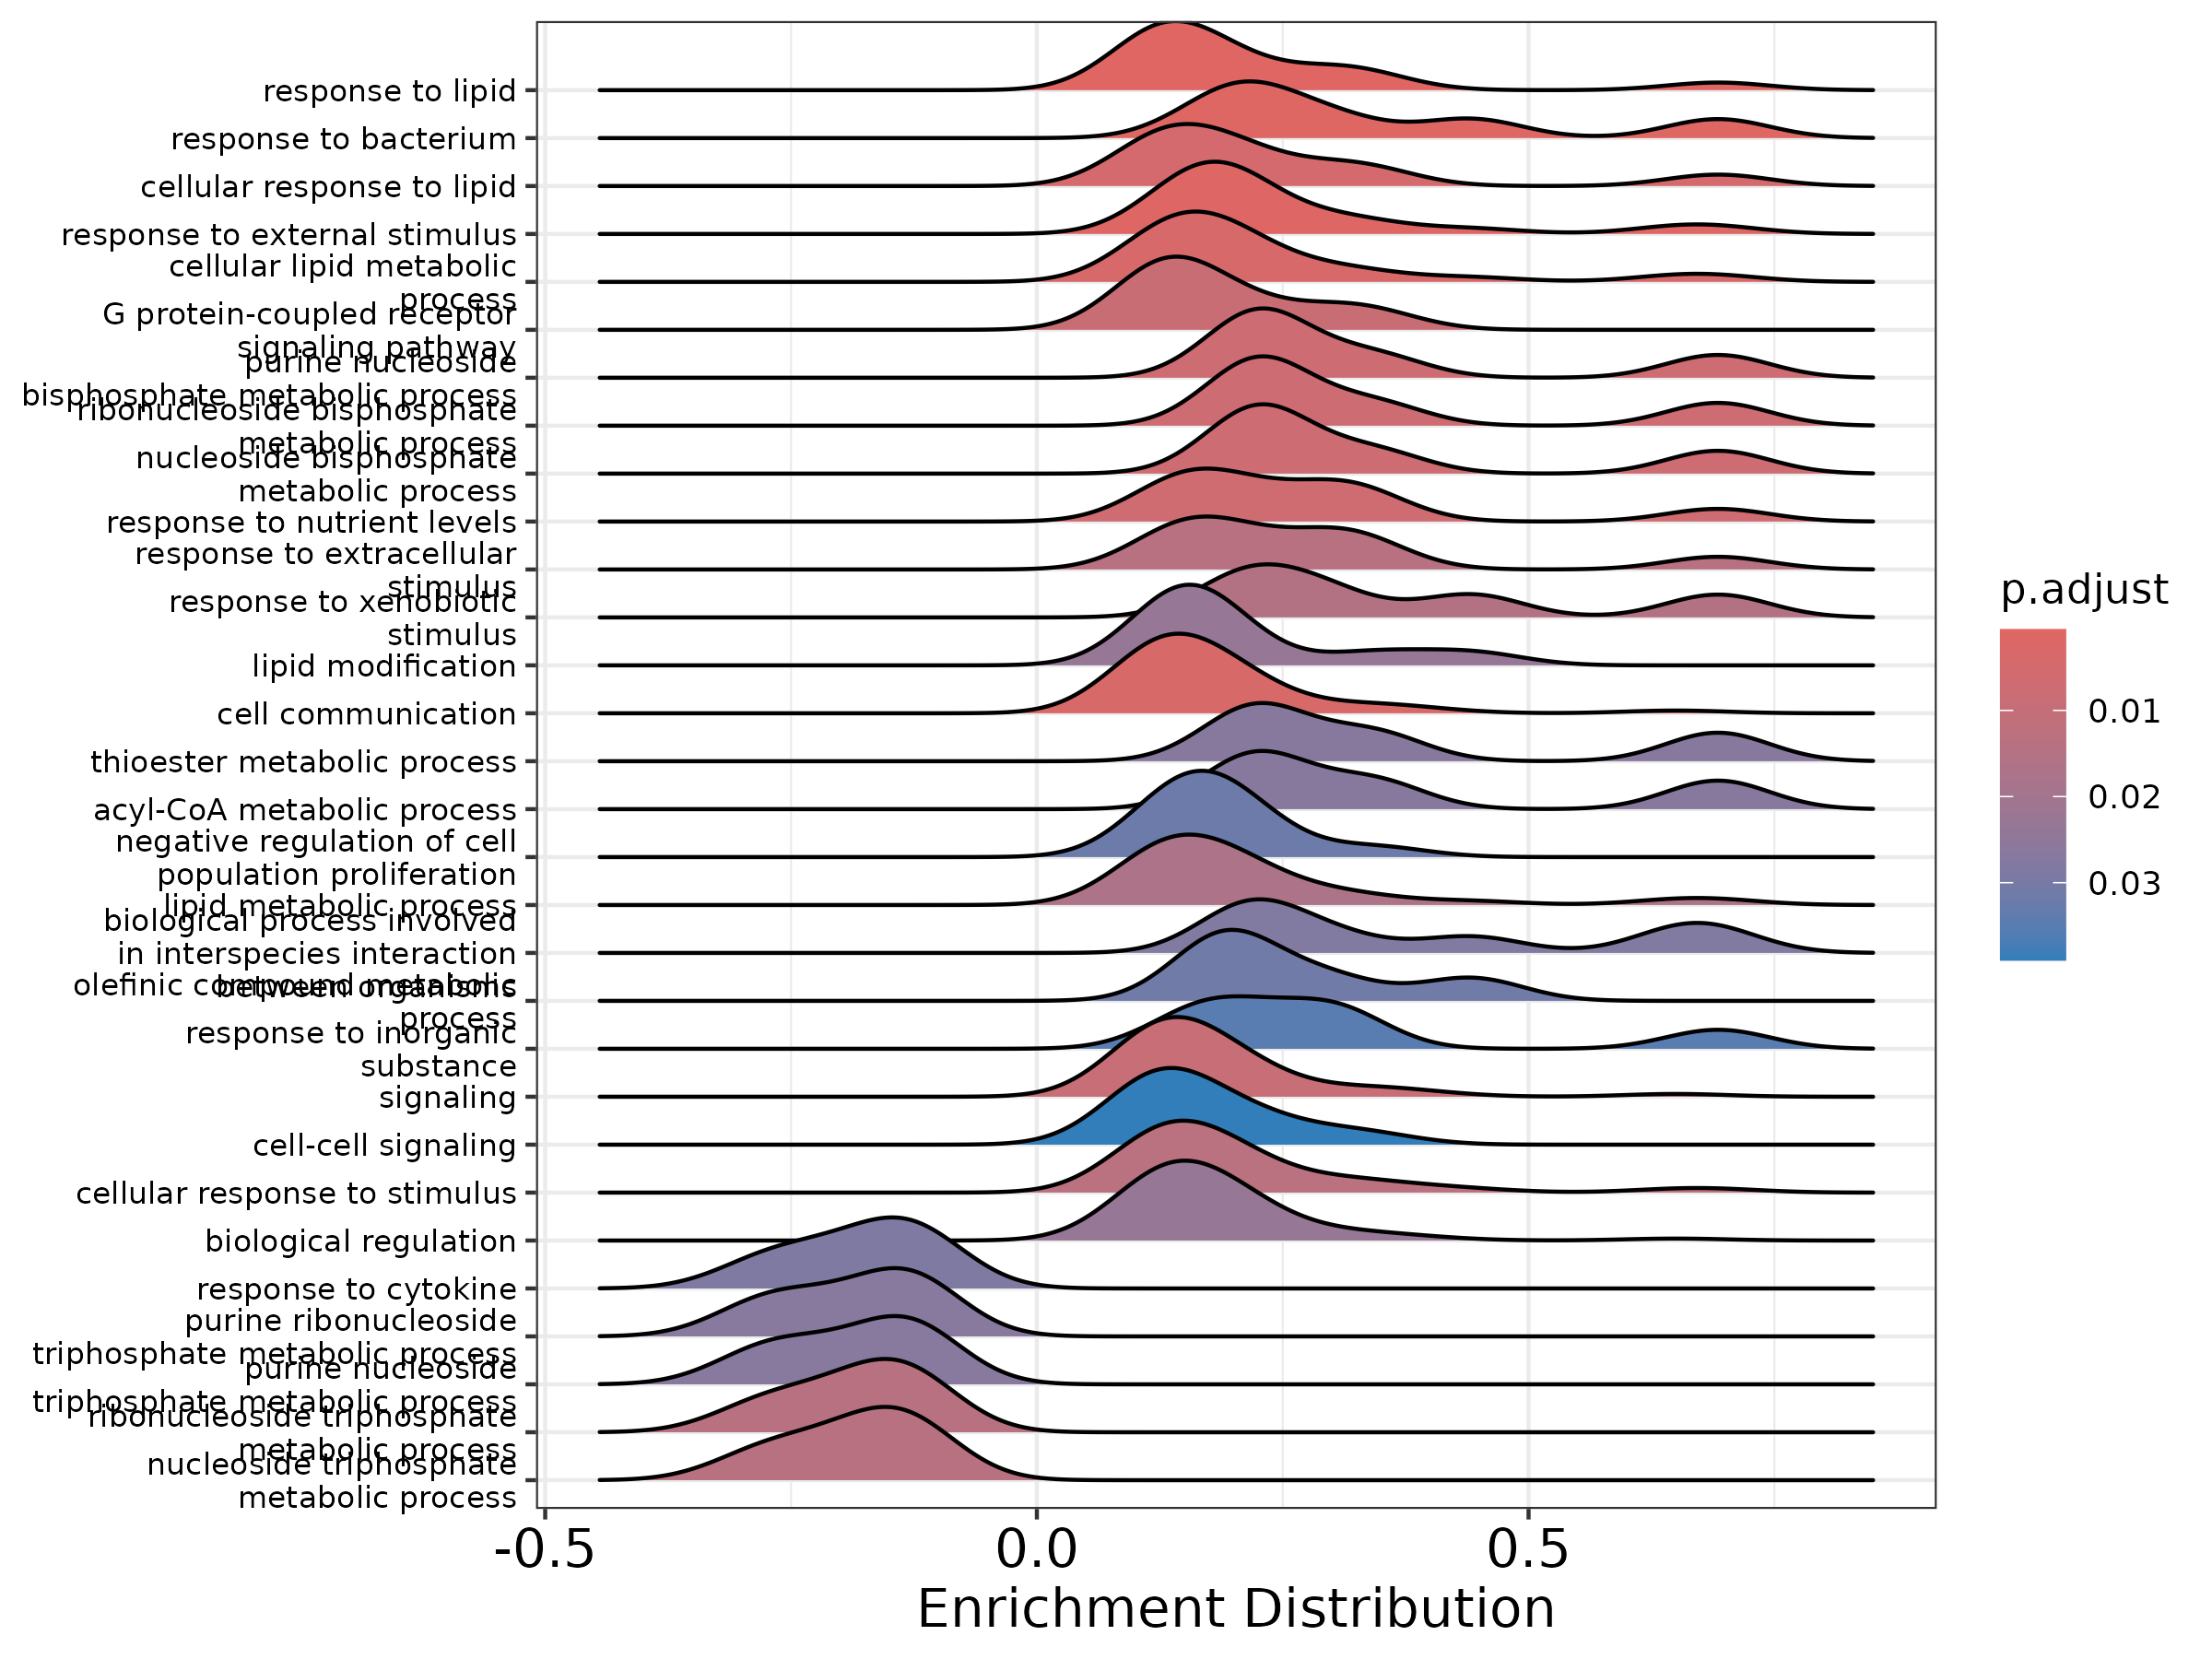 response to lipid
response to bacterium
cellular response to lipid
response to external stimulus
cellular lipid metabolic
process
G protein-coupled receptor
signaling pathway
purine nucleoside
bisphosphate metabolic process
ribonucleoside bisphosphate
metabolic process
nucleoside bisphosphate
metabolic process
response to nutrient levels
response to extracellular
stimulus
response to xenobiotic
stimulus
lipid modification
cell communication
thioester metabolic process
acyl-CoA metabolic process
negative regulation of cell
population proliferation
lipid metabolic process
biological process involved
in interspecies interaction
between organisms
olefinic compound metabolic
process
response to inorganic
substance
signaling
cell-cell signaling
cellular response to stimulus
biological regulation
response to cytokine
purine ribonucleoside
triphosphate metabolic process
purine nucleoside
triphosphate metabolic process
ribonucleoside triphosphate
metabolic process
nucleoside triphosphate
metabolic process
-0.5 0.0 0.5
Enrichment Distribution
p.adjust
0.01
0.02
0.03